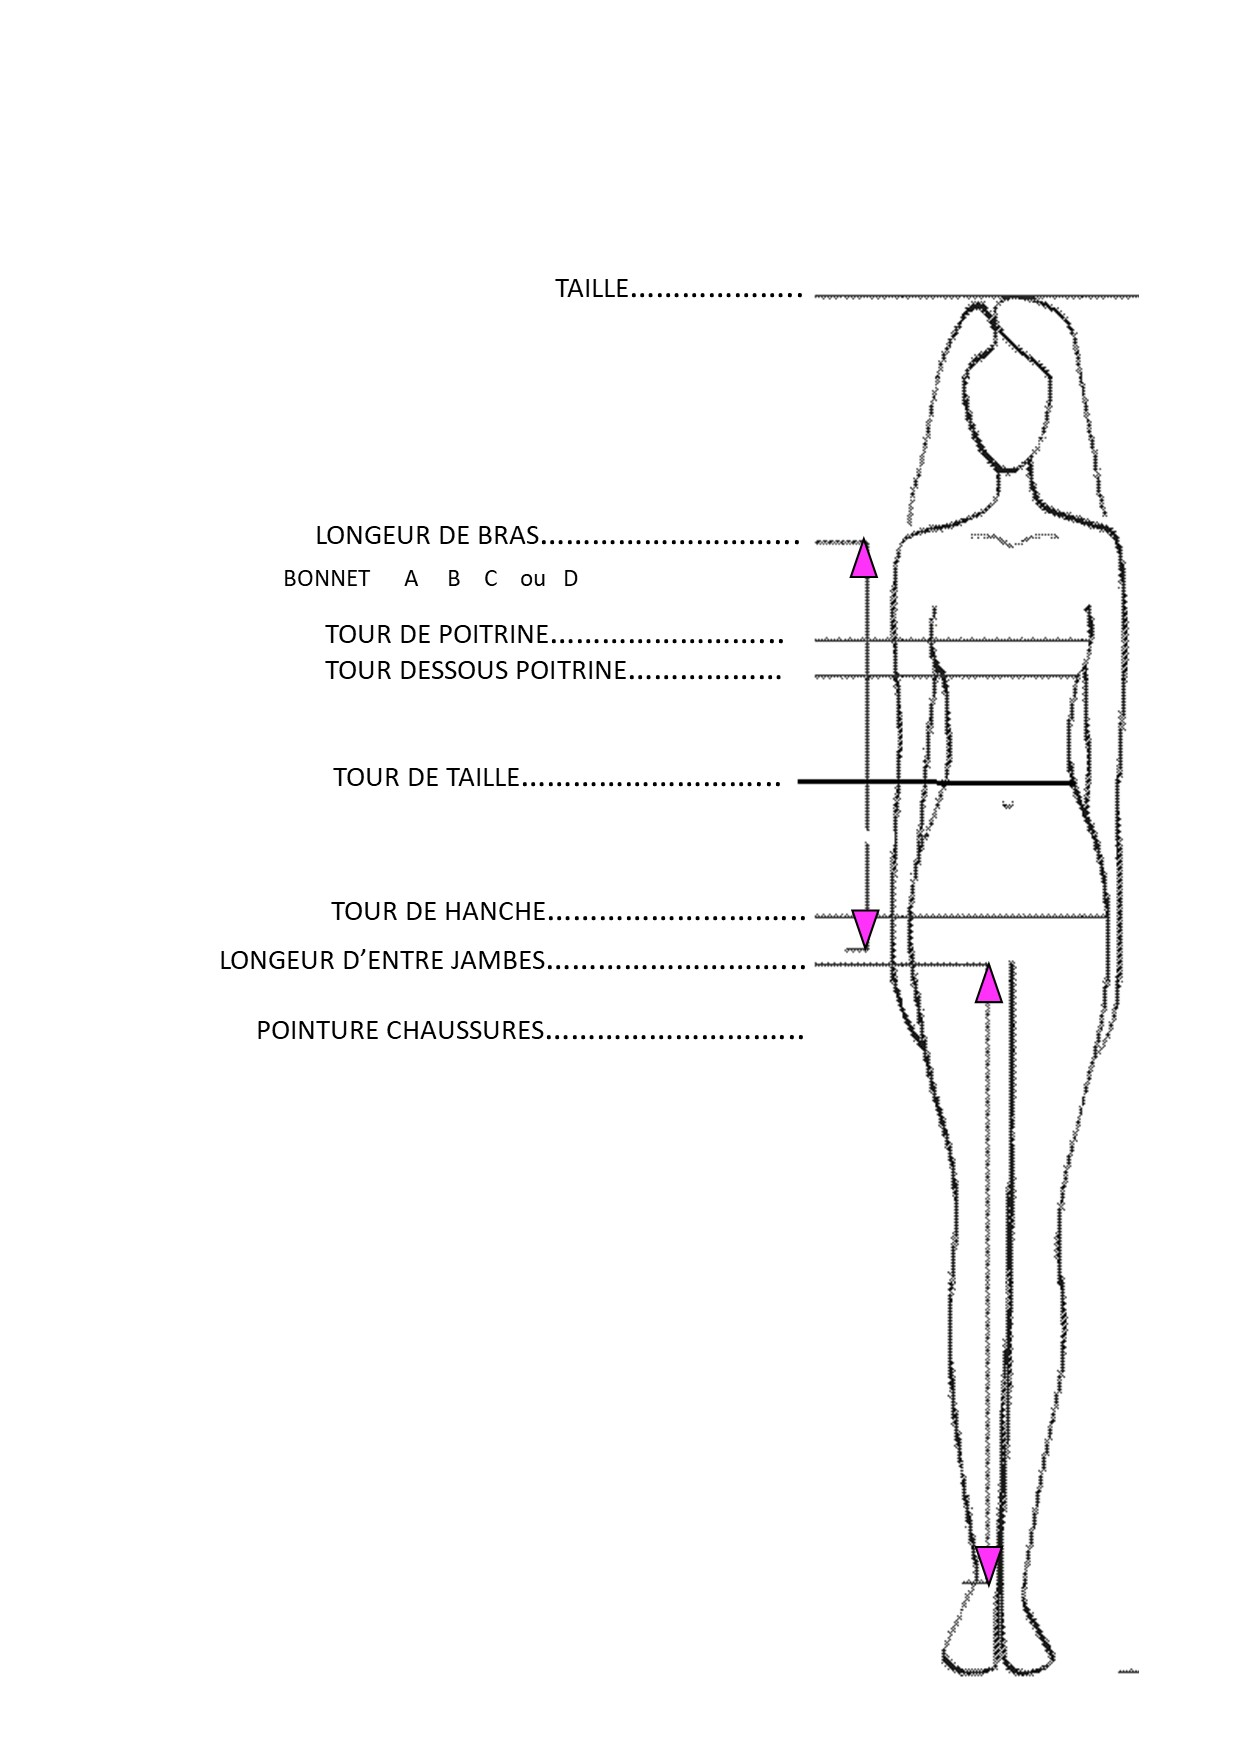 TAILLE....................
LONGEUR DE BRAS..............................
BONNET A B C ou D
TOUR DE POITRINE...........................
TOUR DESSOUS POITRINE..................
TOUR DE TAILLE..............................
TOUR DE HANCHE..............................
LONGEUR D’ENTRE JAMBES..............................
POINTURE CHAUSSURES..............................